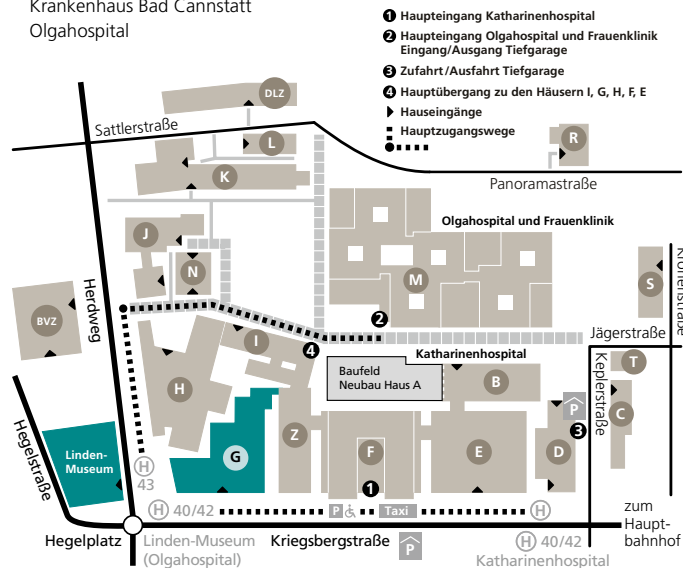 Krankenhaus Bad Cannstatt
Olgahospital
1 Haupteingang Katharinenhospital
2 Haupteingang Olgahospital und Frauenklinik
Eingang/Ausgang Tiefgarage
3 Zufahrt/Ausfahrt Tiefgarage
4 Hauptübergang zu den Häusern I, G, H, F, E
Hauseingänge
Hauptzugangswege
DLZ
Sattlerstraße
L
R
K
Panoramastraße
Olgahospital und Frauenklinik
J
N
M
S
Kronenstraße
Herdweg
BVZ
2
Jägerstraße
I
4
Katharinenhospital
T
H
Baufeld
Neubau Haus A
B
Keplerstraße
C
P
3
Hegelstraße
Linden-
Museum
G
Z
F
E
D
H
43
1
H 40/42
P
Taxi
H
zum
Haupt-
bahnhof
Hegelplatz
Linden-Museum
(Olgahospital)
Kriegsbergstraße
P
H 40/42
Katharinenhospital